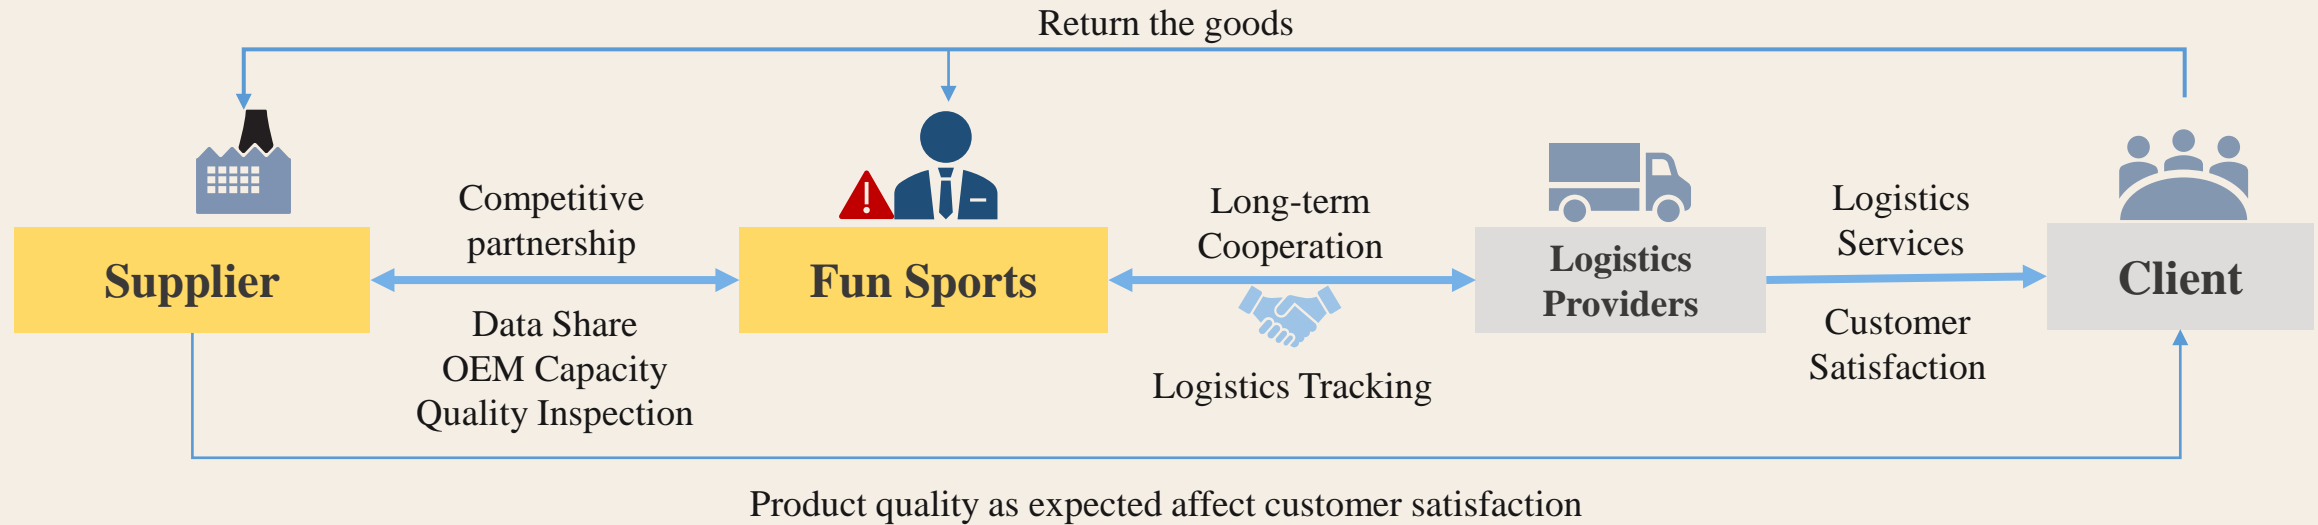 Return the goods
Competitive
partnership
Long-term
Cooperation
Logistics
Services
Supplier
Fun Sports
Logistics
Providers
Client
Data Share
OEM Capacity
Quality Inspection
Logistics Tracking
Customer
Satisfaction
Product quality as expected affect customer satisfaction